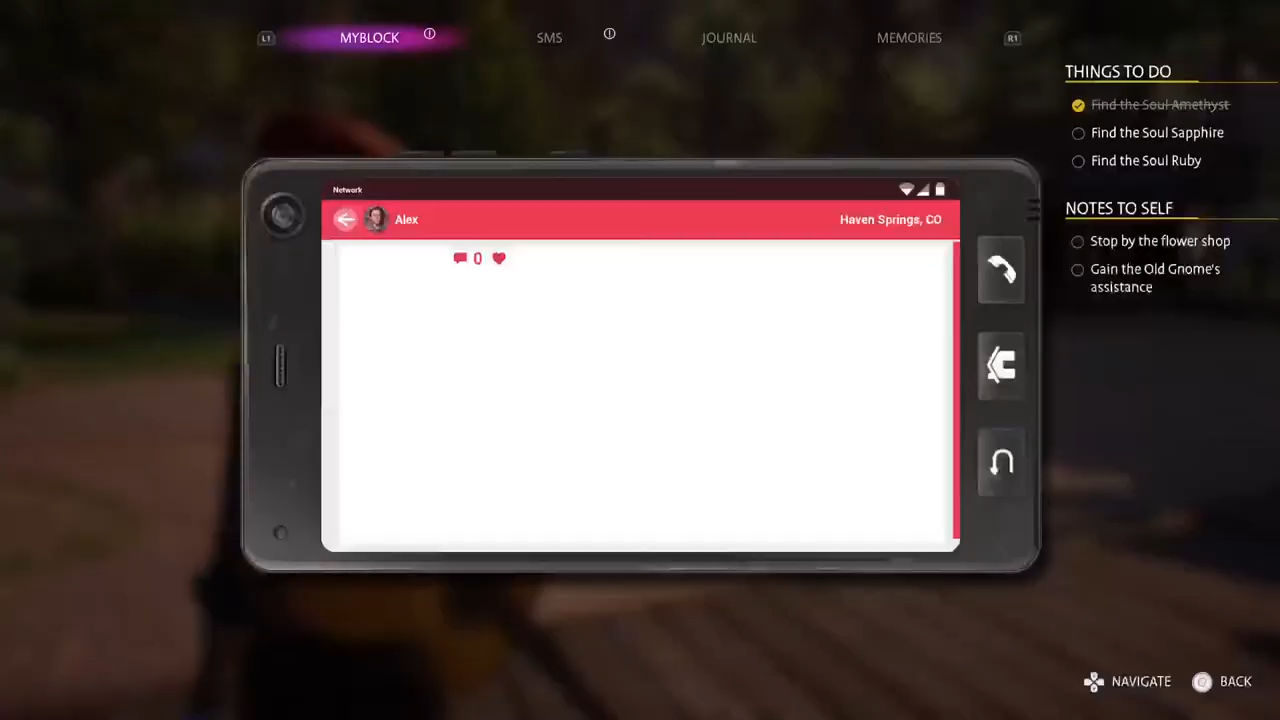 L1
MYBLOCK
SMS
JOURNAL
MEMORIES
R1
THINGS TO DO
Find the Soul Amethyst
Find the Soul Sapphire
Find the Soul Ruby
NOTES TO SELF
Stop by the flower shop
Gain the Old Gnome's
assistance
Network
Alex
Haven Springs, CO
0
NAVIGATE
BACK